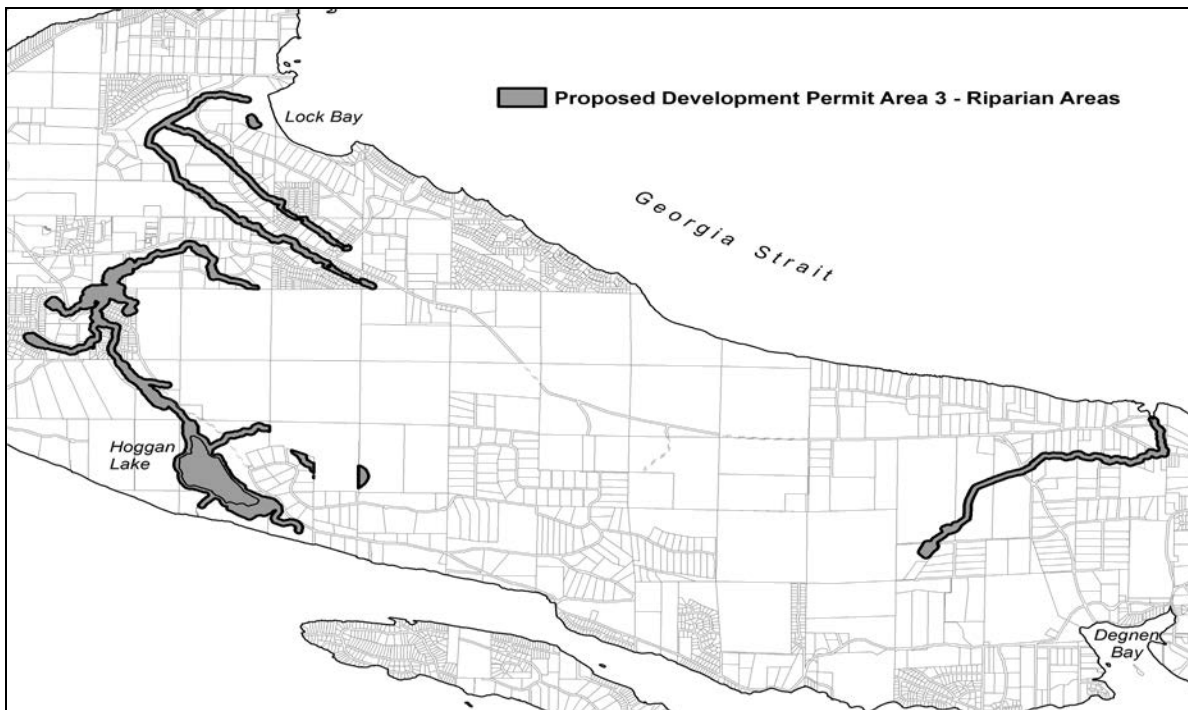 Proposed Development Permit Area 3 - Riparian Areas
Lock Bay
Georgia Strait
Hoggan
Lake
Degnen
Bay